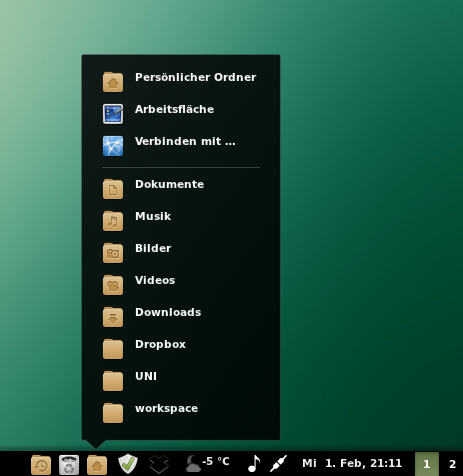 Persönlicher Ordner
Arbeitsfläche
Verbinden mit ...
Dokumente
Musik
Bilder
Videos
Downloads
Dropbox
UNI
workspace
-5 °C Mi 1. Feb, 21:11 1 2